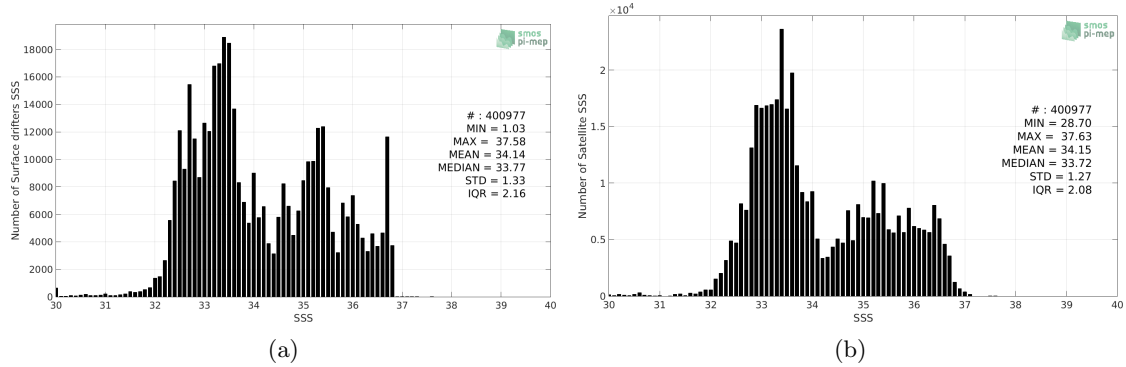 smos
pi-mep
Number of Surface drifters SSS
18000
16000
14000
12000
10000
8000
6000
4000
2000
0
# : 400977
MIN = 1.03
MAX = 37.58
MEAN = 34.14
MEDIAN = 33.77
STD = 1.33
IQR = 2.16
30 31 32 33 34 35 36 37 38 39 40
SSS
(a)
×10⁴
smos
pi-mep
Number of Satellite SSS
2
1.5
1
0.5
0
# : 400977
MIN = 28.70
MAX = 37.63
MEAN = 34.15
MEDIAN = 33.72
STD = 1.27
IQR = 2.08
30 31 32 33 34 35 36 37 38 39 40
SSS
(b)